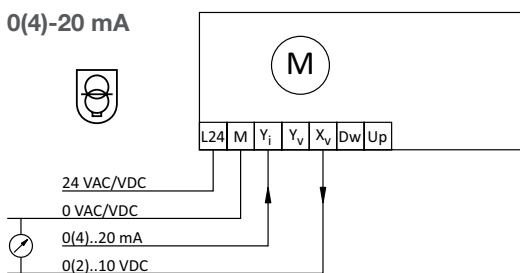 0(4)-20 mA
M
L24 M Yi Yv Xv Dw Up
24 VAC/VDC
0 VAC/VDC
0(4)..20 mA
0(2)..10 VDC